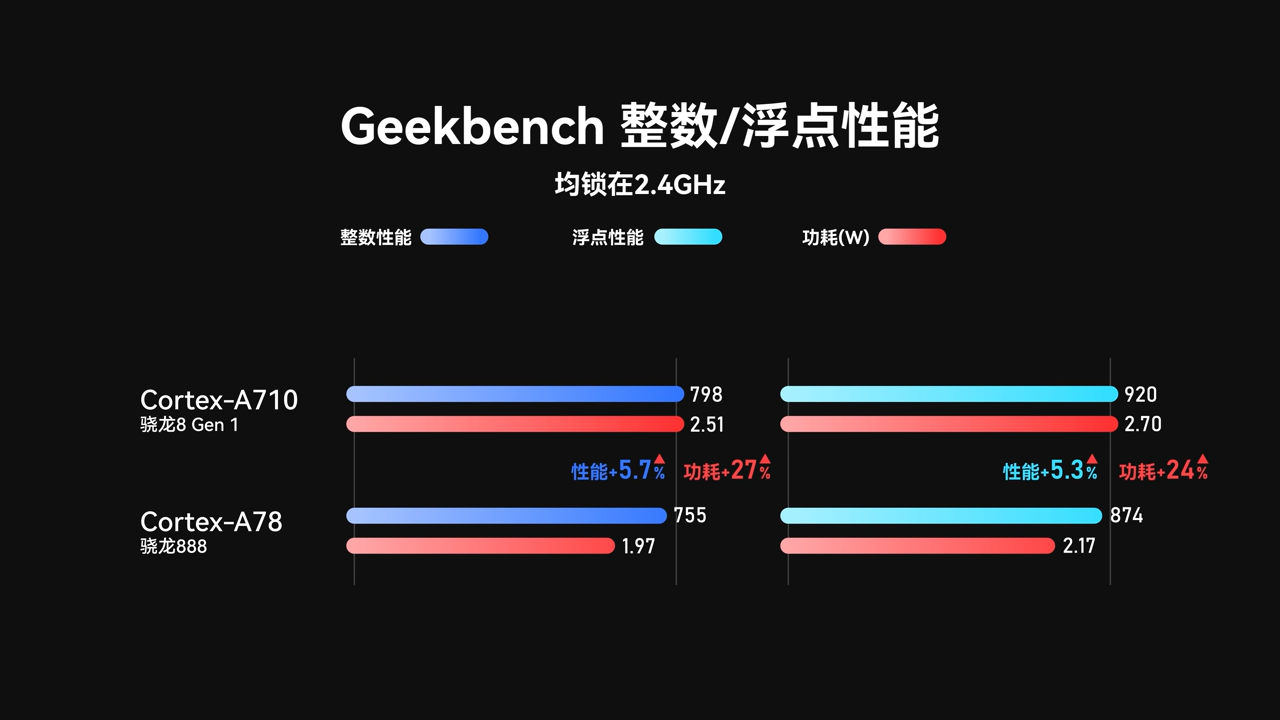 Geekbench 整数/浮点性能
均锁在2.4GHz
整数性能 浮点性能 功耗(W)
Cortex-A710
骁龙8 Gen 1
798
2.51
920
2.70
性能+5.7% 功耗+27%
性能+5.3% 功耗+24%
Cortex-A78
骁龙888
755
1.97
874
2.17